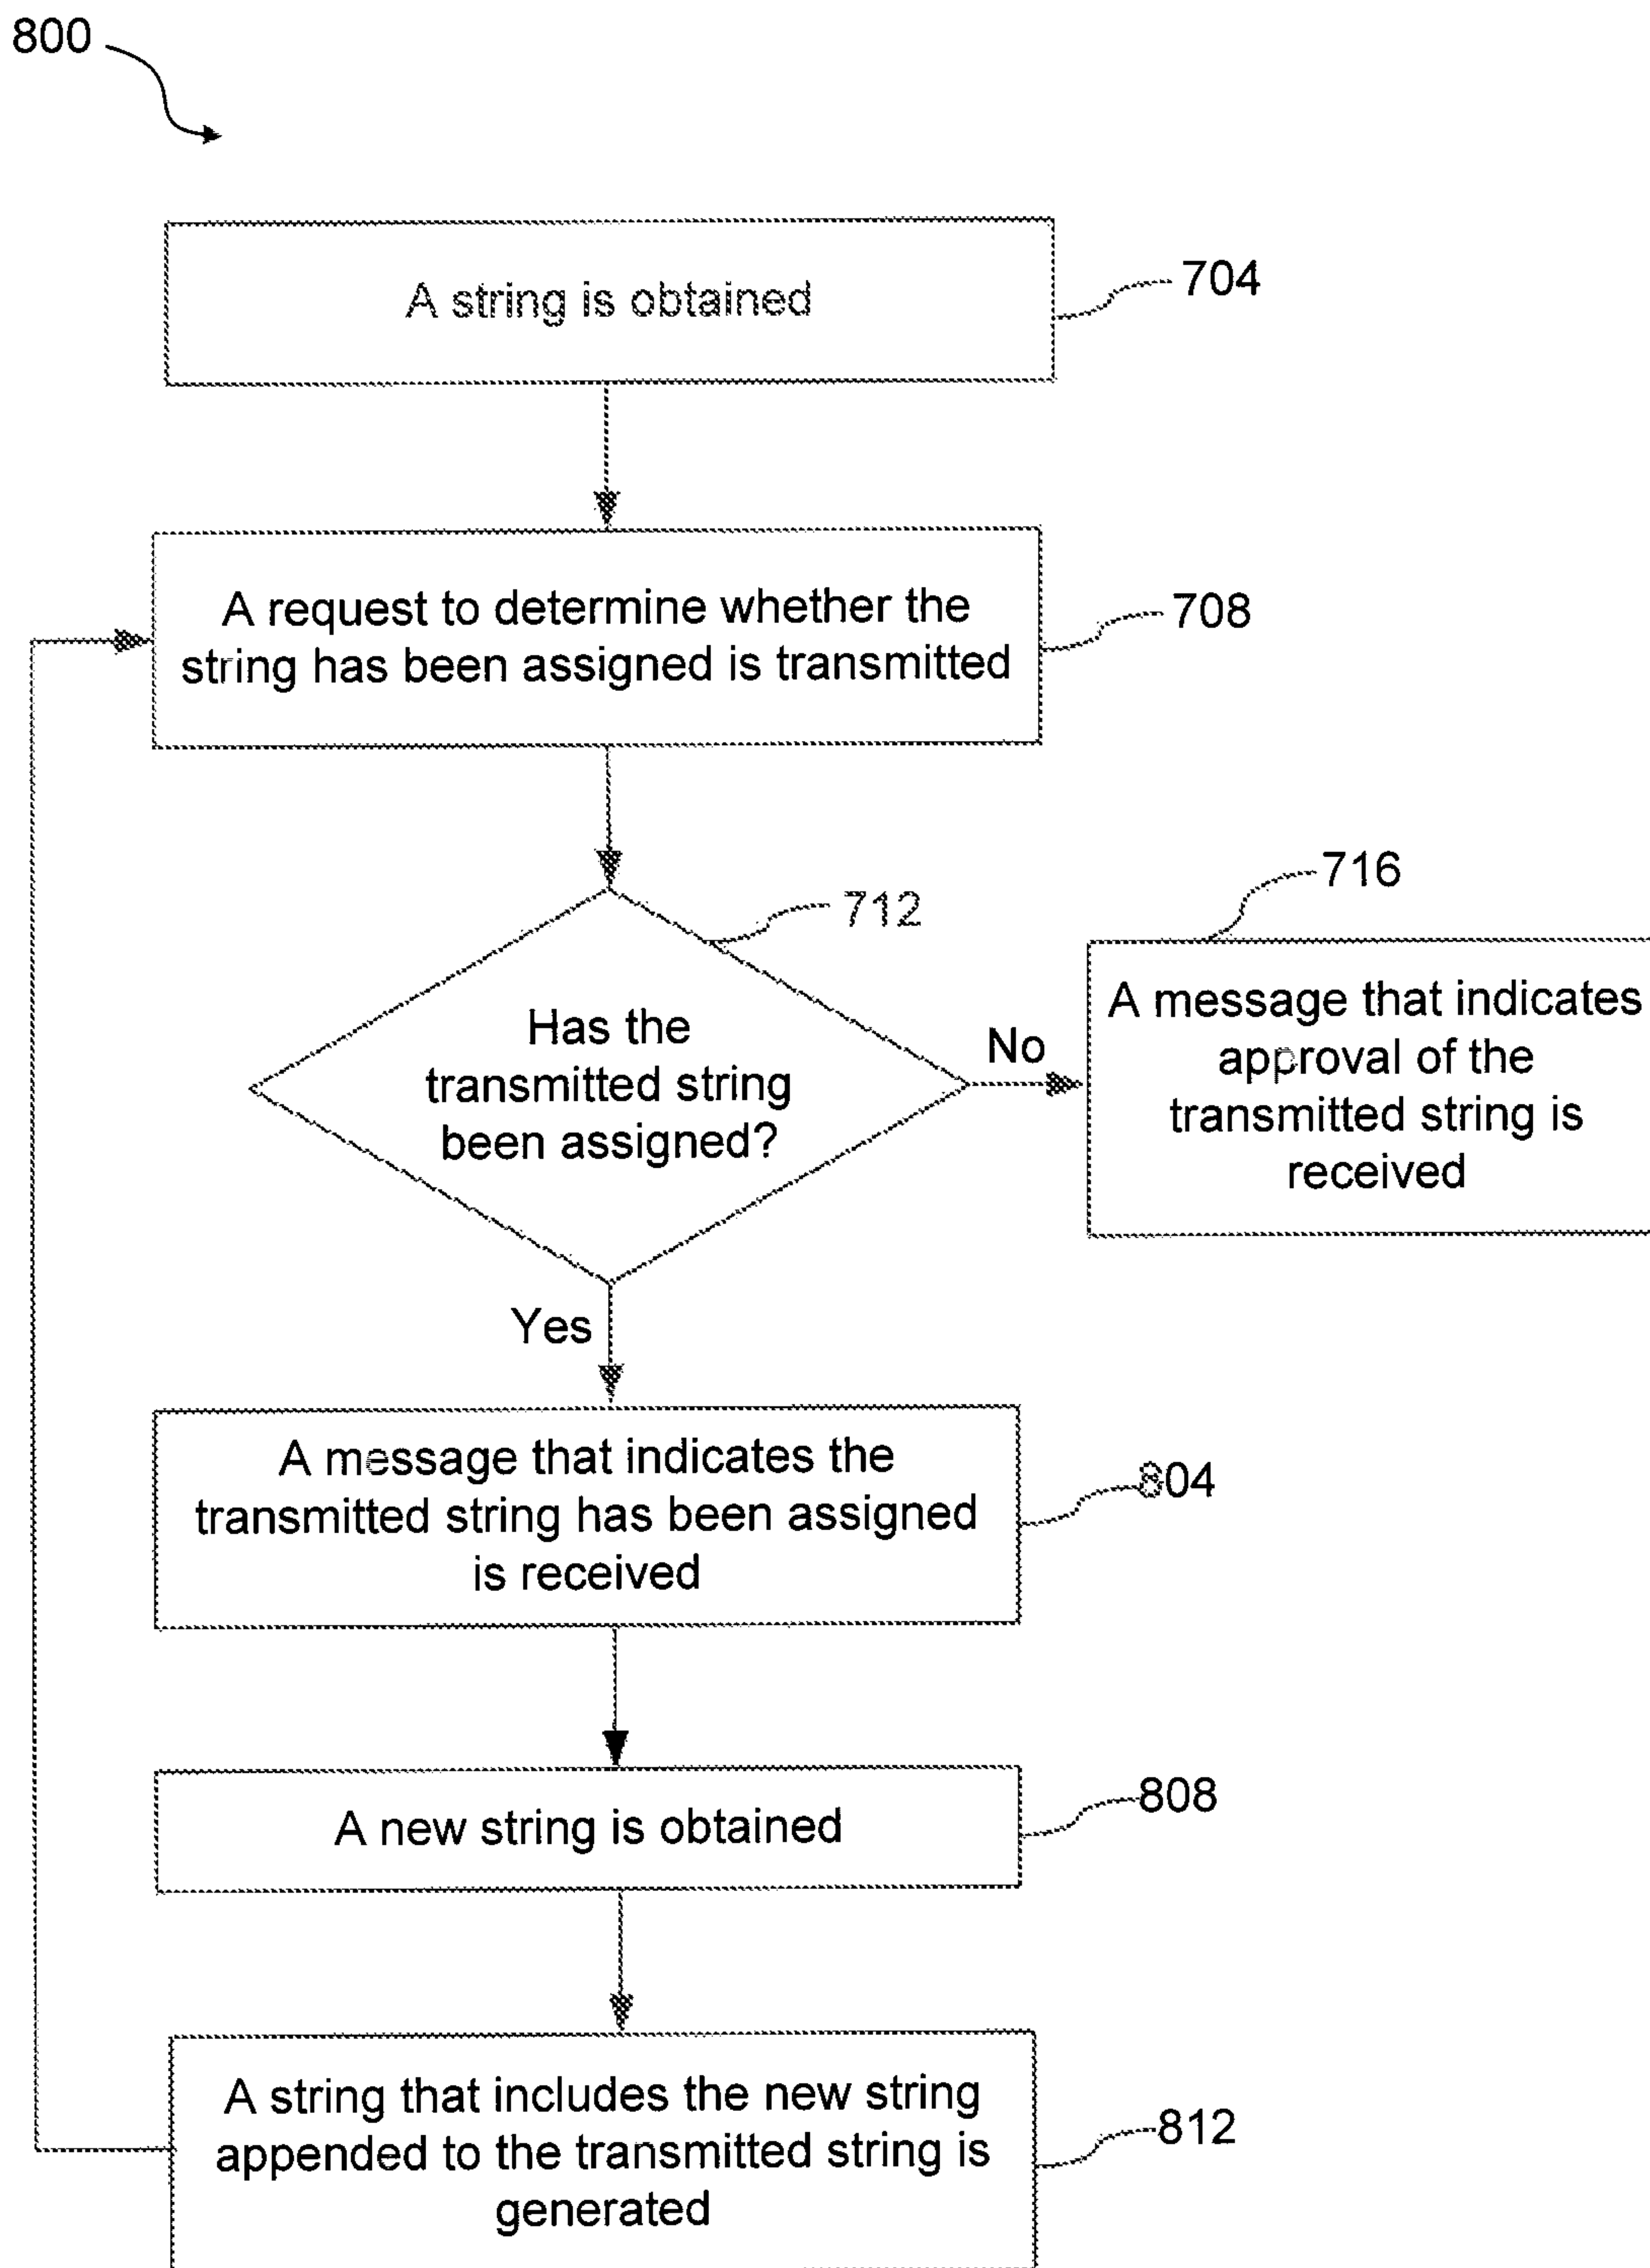 800
A string is obtained
704
A request to determine whether the
string has been assigned is transmitted
708
712
Has the
transmitted string
been assigned?
No
716
A message that indicates
approval of the
transmitted string is
received
Yes
A message that indicates the
transmitted string has been assigned
is received
804
A new string is obtained
808
A string that includes the new string
appended to the transmitted string is
generated
812